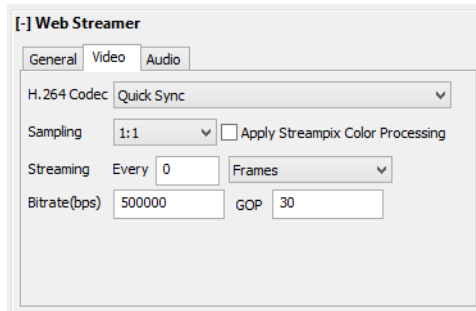 [-] Web Streamer
General Video Audio
H.264 Codec Quick Sync
Sampling 1:1 Apply Streampix Color Processing
Streaming Every 0 Frames
Bitrate(bps) 500000 GOP 30